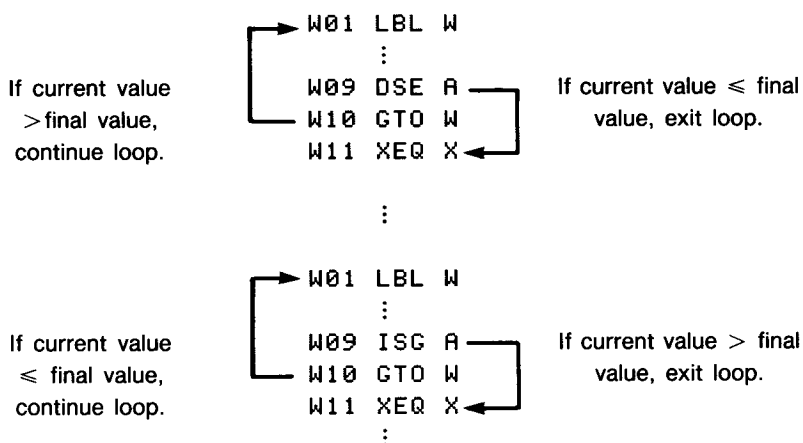 W01 LBL W
⋮
If current value
>final value,
continue loop.
W09 DSE A
W10 GTO W
W11 XEQ X
If current value ⩽ final
value, exit loop.
⋮
W01 LBL W
⋮
If current value
⩽ final value,
continue loop.
W09 ISG A
W10 GTO W
W11 XEQ X
⋮
If current value > final
value, exit loop.